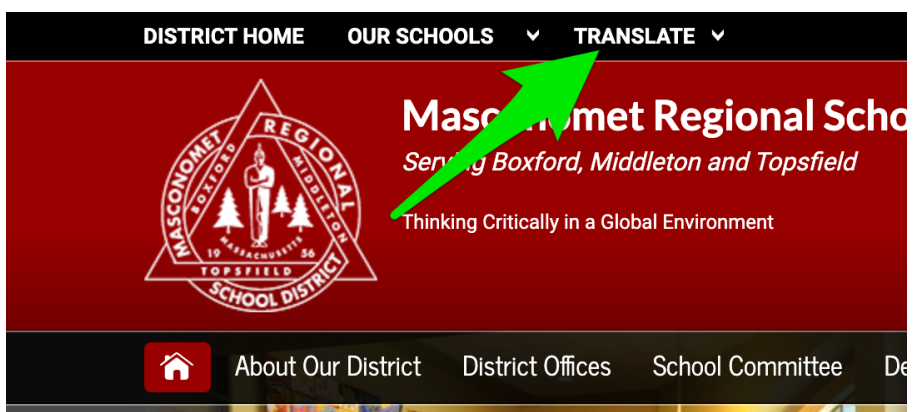 DISTRICT HOME OUR SCHOOLS TRANSLATE
Regional
Serving Boxford, Middleton and Topsfield
Thinking Critically in a Global Environment
MASCONOMET REGIONAL SCHOOL DISTRICT
BOXFORD MIDDLETON TOPSFIELD
19 MASSACHUSETTS 56
About Our District District Offices School Committee